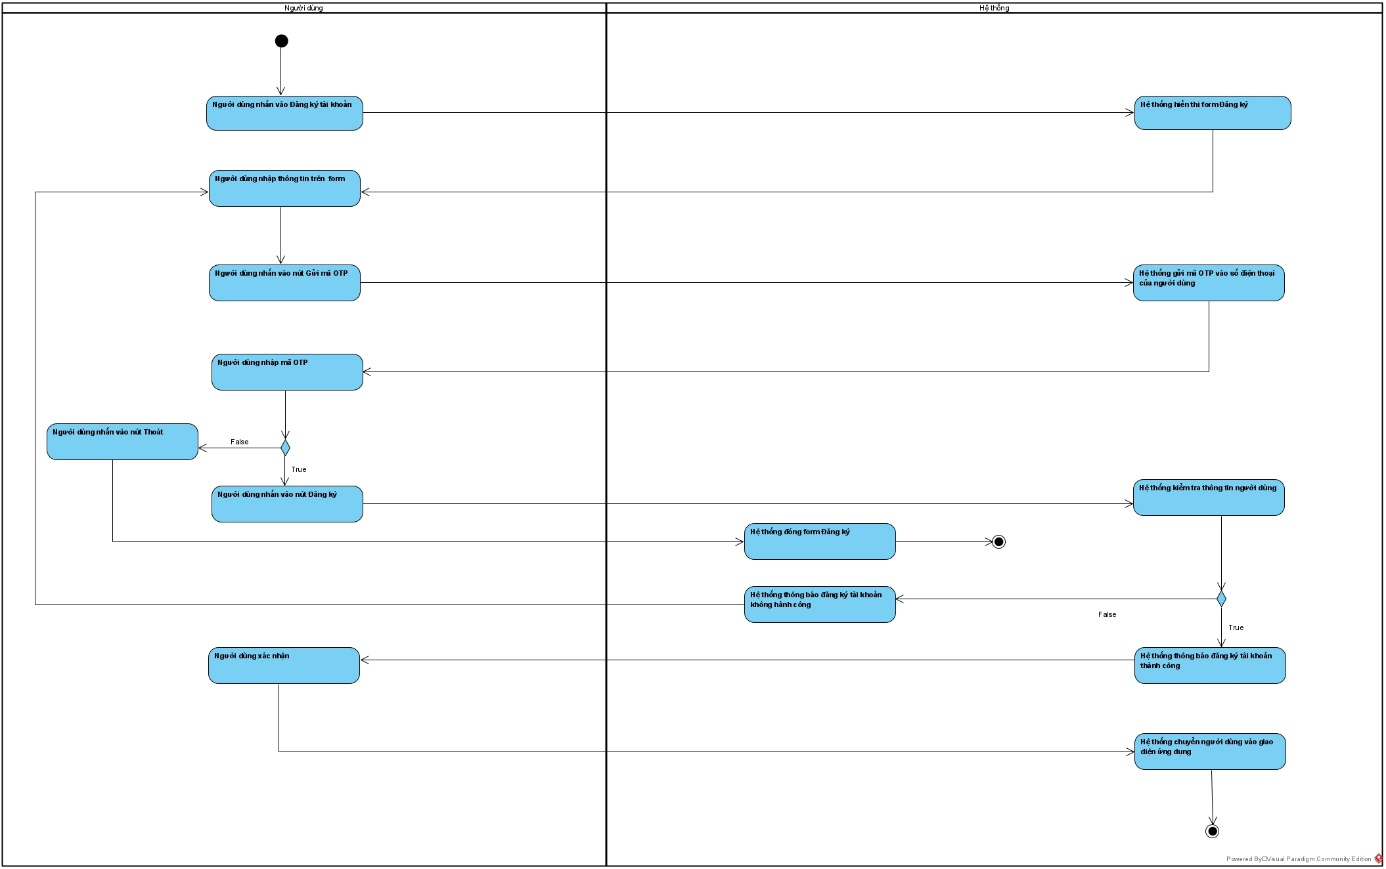 Người dùng
Hệ thống
Người dùng nhấn vào Đăng ký tài khoản
Hệ thống hiển thi form Đăng ký
Người dùng nhập thông tin trên form
Người dùng nhấn vào nút Gửi mã OTP
Hệ thống gửi mã OTP vào số điện thoại
của người dùng
Người dùng nhập mã OTP
Người dùng nhấn vào nút Thoát
False
True
Người dùng nhấn vào nút Đăng ký
Hệ thống kiểm tra thông tin người dùng
Hệ thống đóng form Đăng ký
Hệ thống thông báo đăng ký tài khoản
không hành công
False
True
Người dùng xác nhận
Hệ thống thông báo đăng ký tài khoản
thành công
Hệ thống chuyển người dùng vào giao
diện ứng dụng
Powered By Visual Paradigm Community Edition